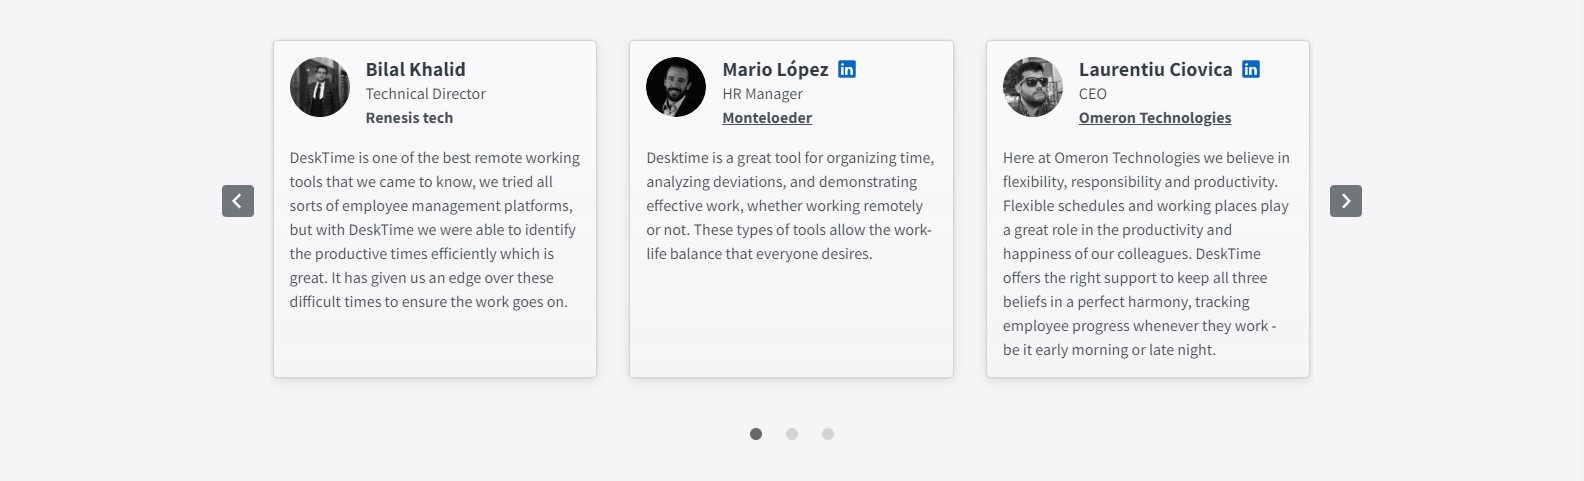 Bilal Khalid
Technical Director
Renesis tech
DeskTime is one of the best remote working
tools that we came to know, we tried all
sorts of employee management platforms,
but with DeskTime we were able to identify
the productive times efficiently which is
great. It has given us an edge over these
difficult times to ensure the work goes on.
Mario López in
HR Manager
Monteloeder
Desktime is a great tool for organizing time,
analyzing deviations, and demonstrating
effective work, whether working remotely
or not. These types of tools allow the work-
life balance that everyone desires.
Laurentiu Ciovica in
CEO
Omeron Technologies
Here at Omeron Technologies we believe in
flexibility, responsibility and productivity.
Flexible schedules and working places play
a great role in the productivity and
happiness of our colleagues. DeskTime
offers the right support to keep all three
beliefs in a perfect harmony, tracking
employee progress whenever they work -
be it early morning or late night.